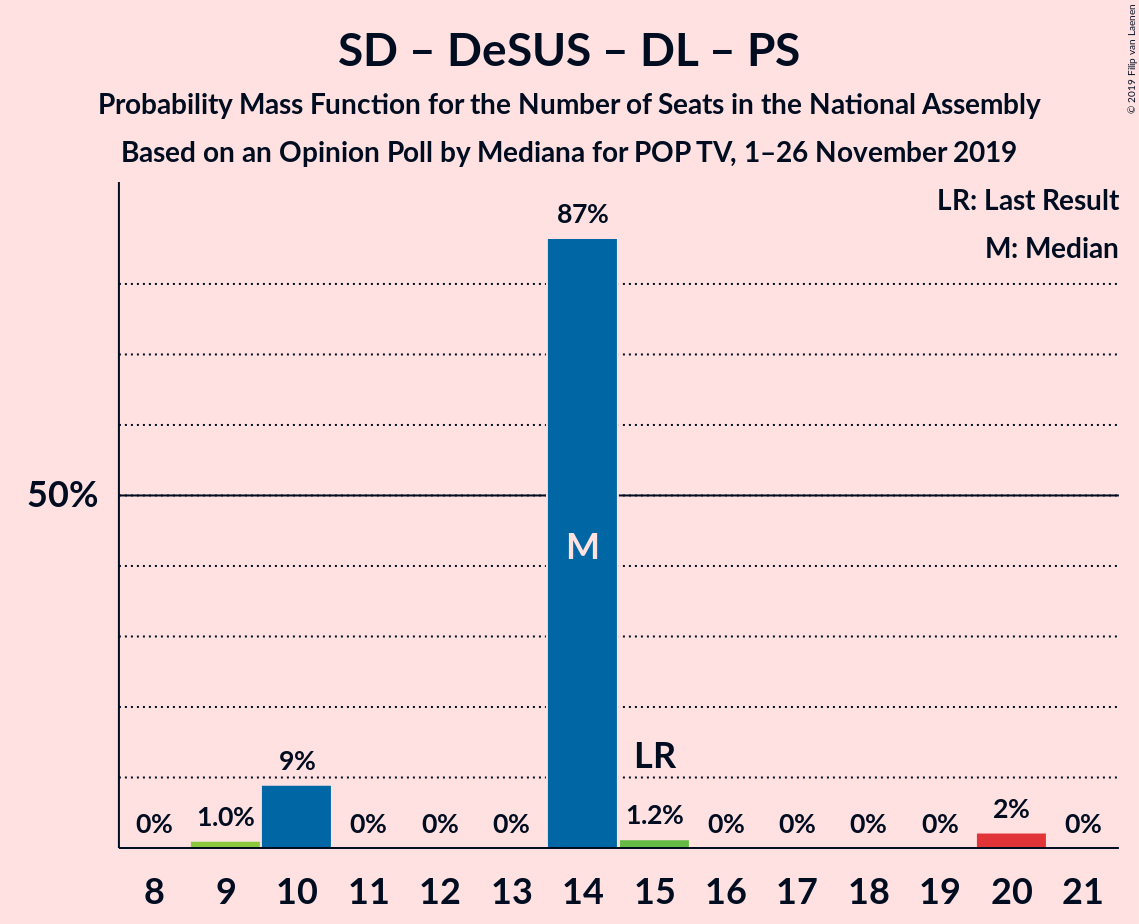 SD – DeSUS – DL – PS
Probability Mass Function for the Number of Seats in the National Assembly
Based on an Opinion Poll by Mediana for POP TV, 1–26 November 2019
© 2019 Filip van Laenen
LR: Last Result
M: Median
87%
50%
M
LR
9%
0% 1.0% 0% 0% 0% 1.2% 0% 0% 0% 0% 2% 0%
8 9 10 11 12 13 14 15 16 17 18 19 20 21